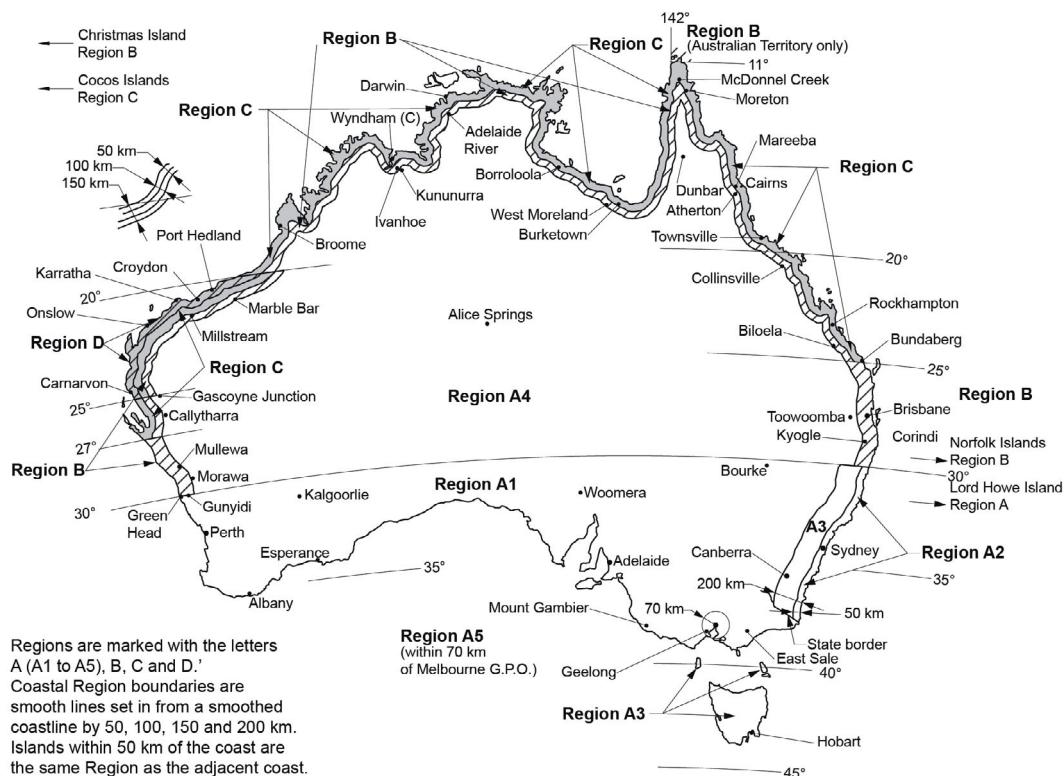 Christmas Island
Region B
Cocos Islands
Region C
142°
Region B
Region B
(Australian Territory only)
11°
Region C
McDonnel Creek
Moreton
Darwin
Region C
Wyndham (C)
Adelaide
River
Mareeba
50 km
100 km
150 km
Region C
Borroloola
Dunbar
Cairns
Kununurra
Atherton
Ivanhoe
West Moreland
Port Hedland
Broome
Burketown
Townsville
Karratha
Croydon
20°
20°
Collinsville
Onslow
Marble Bar
Rockhampton
Millstream
Alice Springs
Region D
Biloela
Bundaberg
Region C
25°
Carnarvon
Gascoyne Junction
Region A4
Region B
25°
Callytharra
Toowoomba
Brisbane
Kyogle
Corindi
27°
Mullewa
Norfolk Islands
Region B
Region B
Morawa
Bourke
30°
Region A1
Lord Howe Island
Region A
Kalgoorlie
Woomera
30°
Gunyidi
Green
Head
A3
Perth
Sydney
Region A2
Esperance
Adelaide
Canberra
35°
35°
200 km
Albany
Mount Gambier
70 km
50 km
Region A5
(within 70 km
of Melbourne G.P.O.)
State border
East Sale
Geelong
40°
Region A3
Hobart
45°
Regions are marked with the letters
A (A1 to A5), B, C and D.’
Coastal Region boundaries are
smooth lines set in from a smoothed
coastline by 50, 100, 150 and 200 km.
Islands within 50 km of the coast are
the same Region as the adjacent coast.